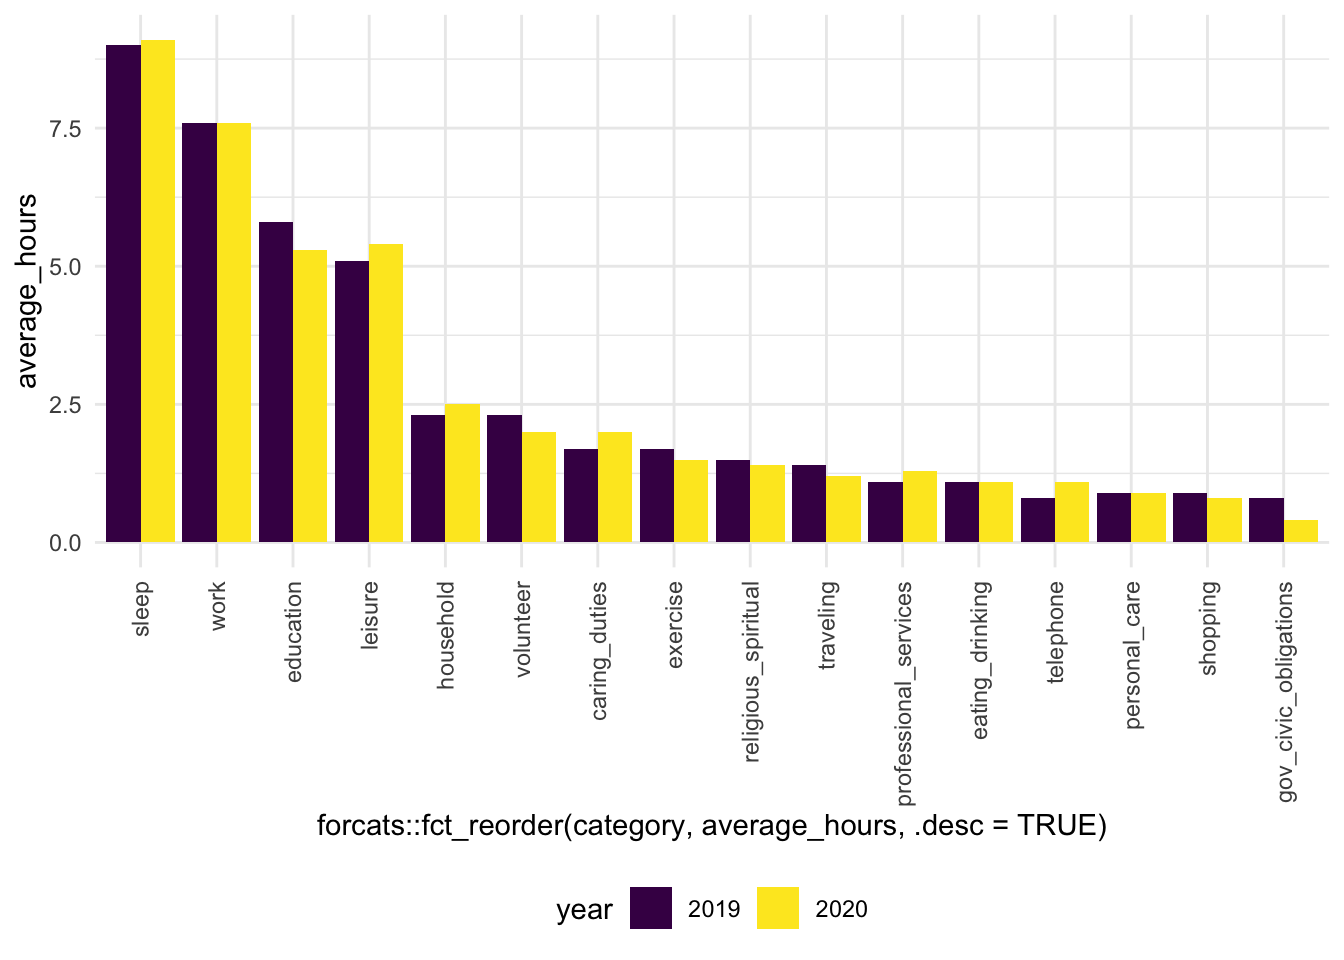 average_hours
7.5
5.0
2.5
0.0
sleep
work
education
leisure
household
volunteer
caring_duties
exercise
religious_spiritual
traveling
professional_services
eating_drinking
telephone
personal_care
shopping
gov_civic_obligations
forcats::fct_reorder(category, average_hours, .desc = TRUE)
year 2019 2020